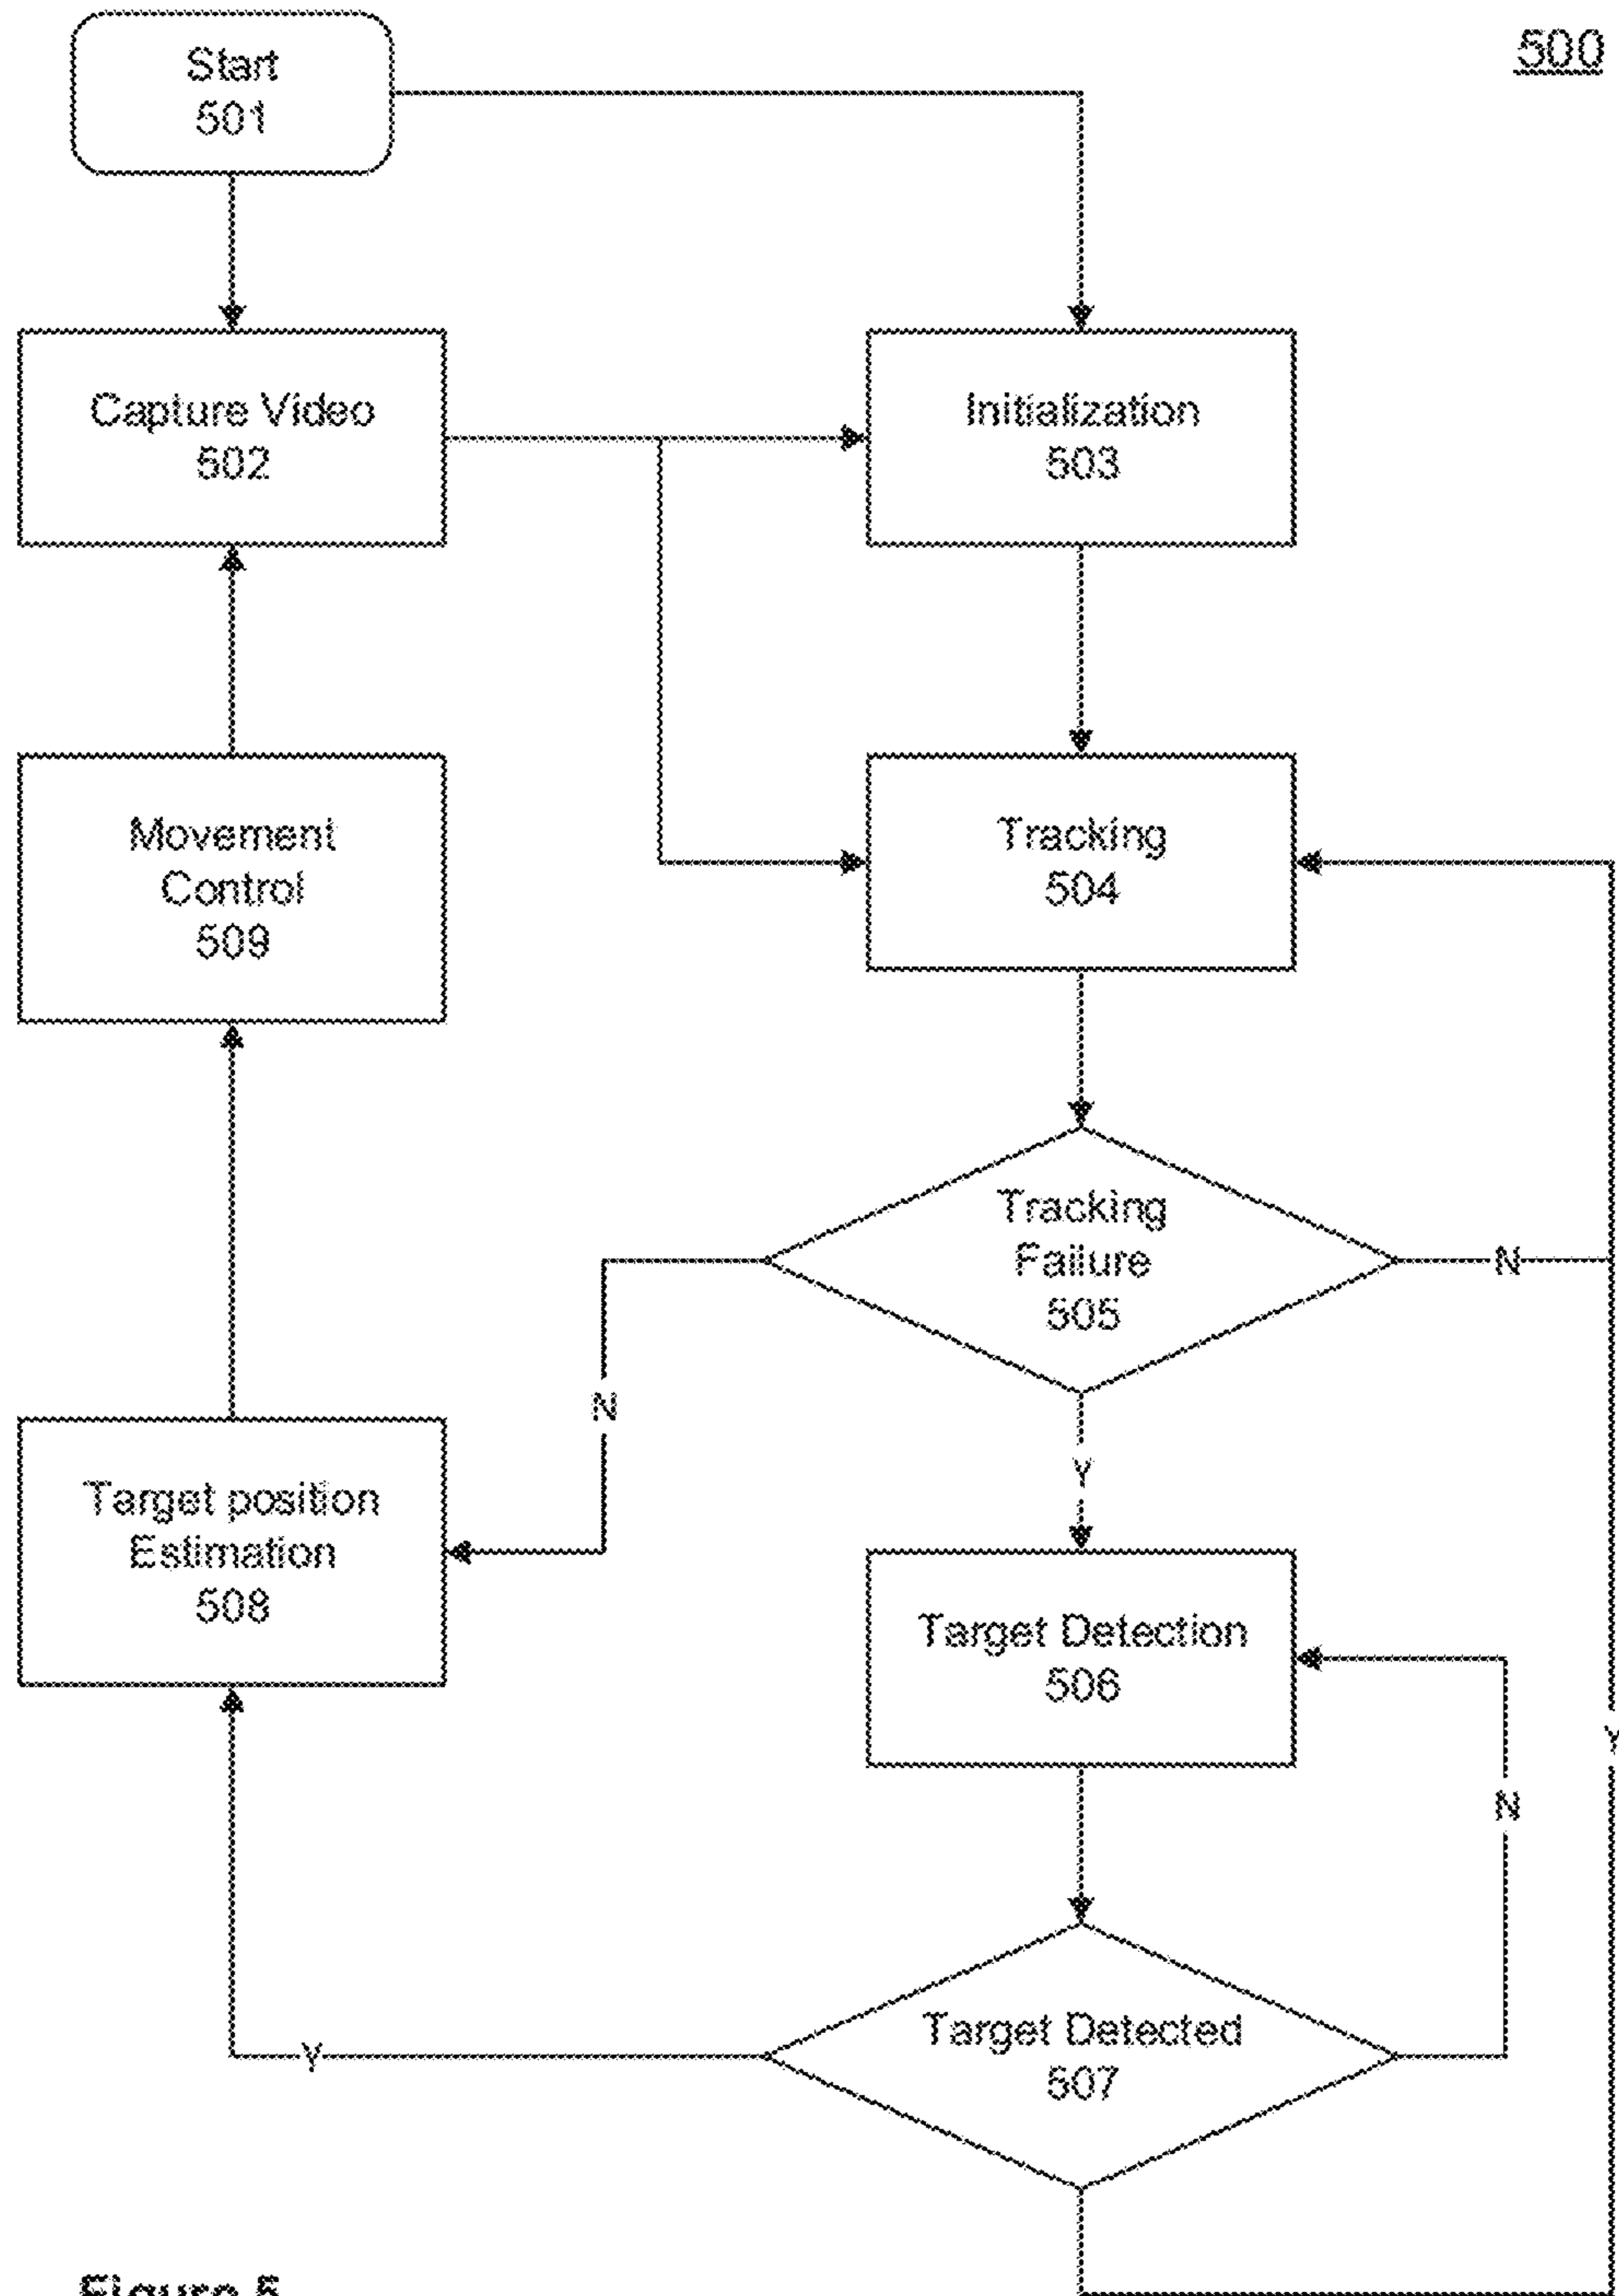 500
Start
501
Capture Video
502
Initialization
503
Movement
Control
509
Tracking
504
Tracking
Failure
505
N
N
Y
Target position
Estimation
508
Target Detection
506
Y
N
Target Detected
507
Y
Figure 5